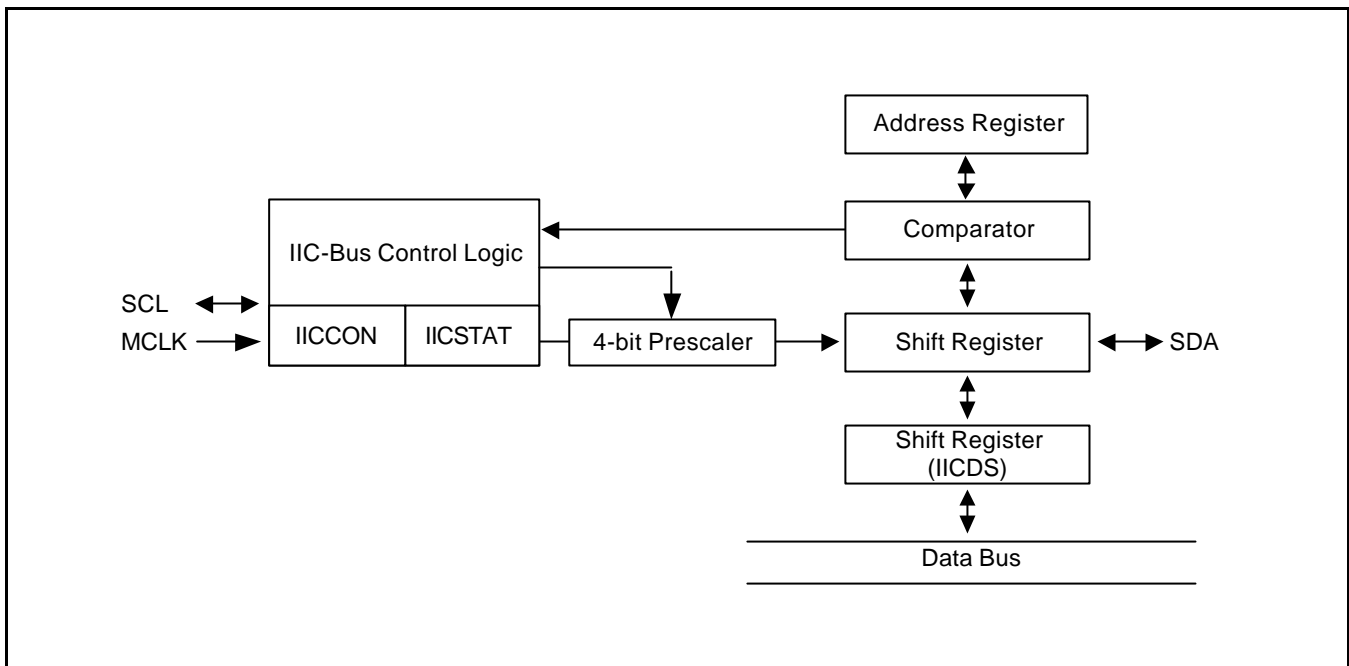 Address Register
Comparator
IIC-Bus Control Logic
SCL
MCLK
IICCON
IICSTAT
4-bit Prescaler
Shift Register
SDA
Shift Register
(IICDS)
Data Bus